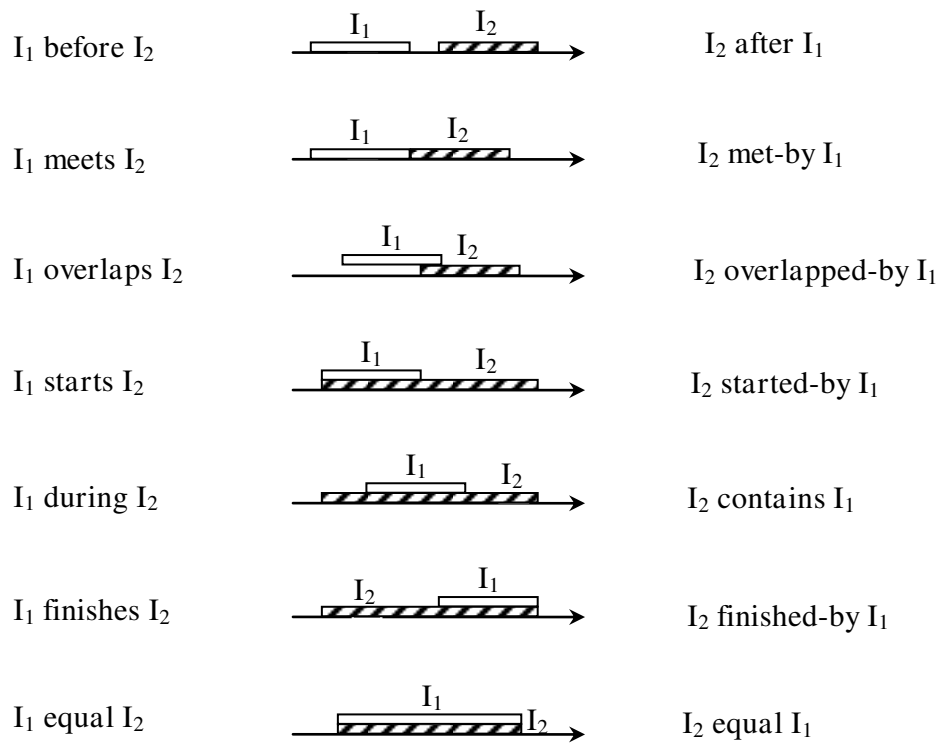 I₁ before I₂ I₁ I₂ I₂ after I₁
I₁ meets I₂ I₁ I₂ I₂ met-by I₁
I₁ overlaps I₂ I₁ I₂ I₂ overlapped-by I₁
I₁ starts I₂ I₁ I₂ I₂ started-by I₁
I₁ during I₂ I₁ I₂ I₂ contains I₁
I₁ finishes I₂ I₂ I₁ I₂ finished-by I₁
I₁ equal I₂ I₁ I₂ I₂ equal I₁